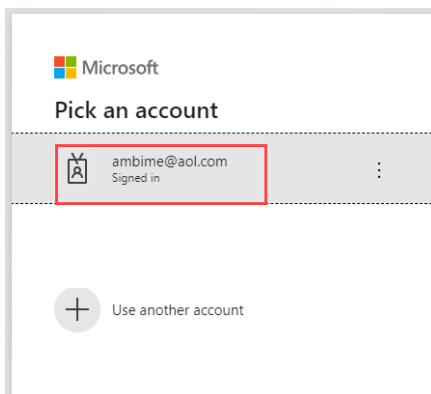 Microsoft
Pick an account
ambime@aol.com
Signed in
Use another account